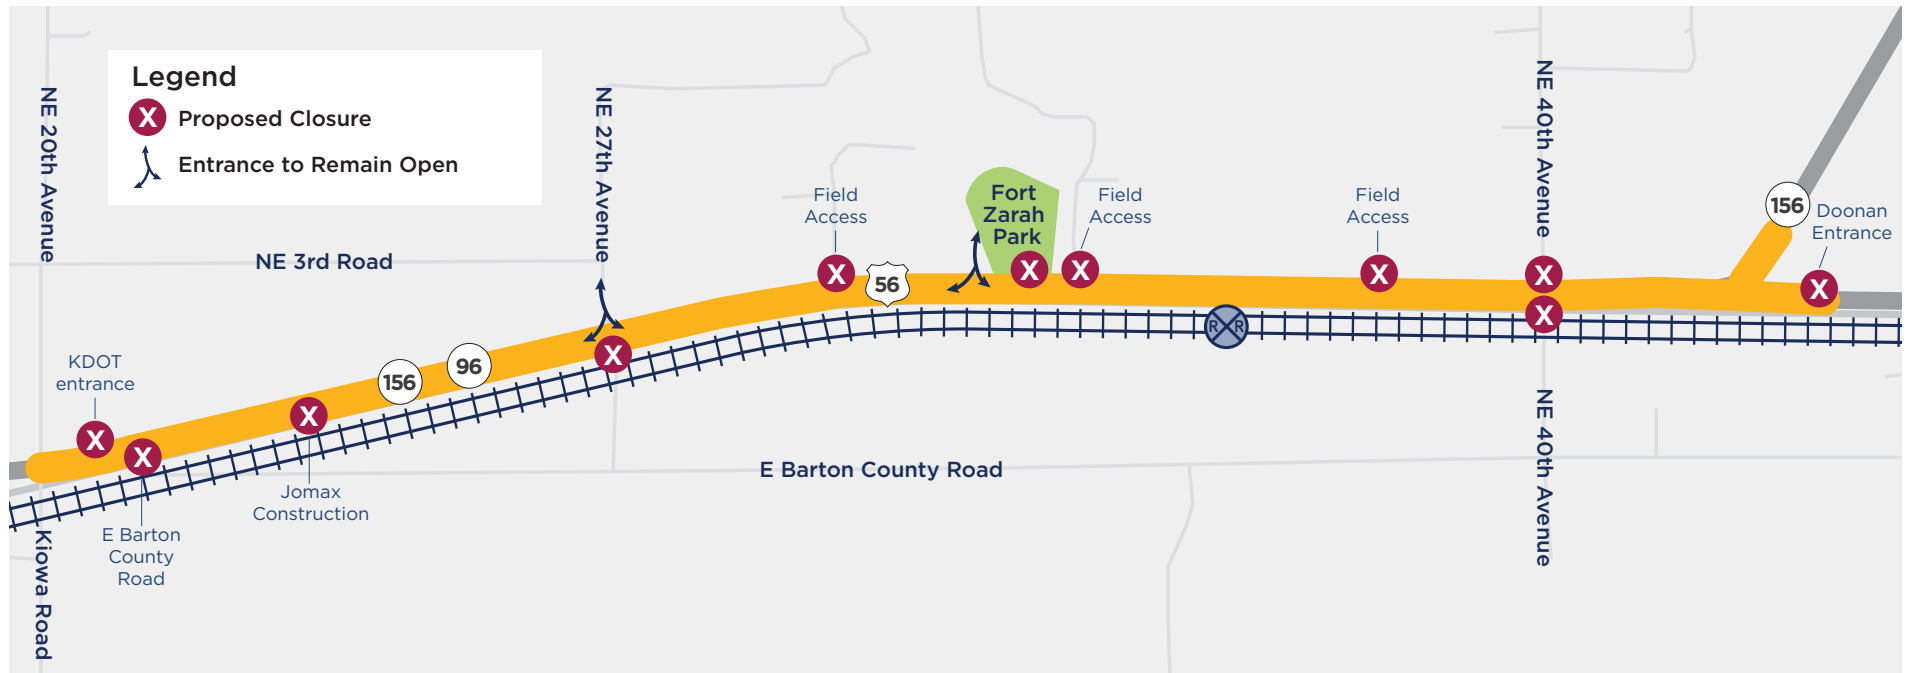 Legend
X Proposed Closure
Entrance to Remain Open
NE 20th Avenue
NE 27th Avenue
NE 40th Avenue
NE 3rd Road
Field
Access
Fort
Zarah
Park
Field
Access
Field
Access
156
Doonan
Entrance
X
X
X
X
X
X
X
56
X
R R
X
156
96
KDOT
entrance
X
X
X
E Barton County Road
NE 40th Avenue
Jomax
Construction
E Barton
County
Road
Kiowa Road